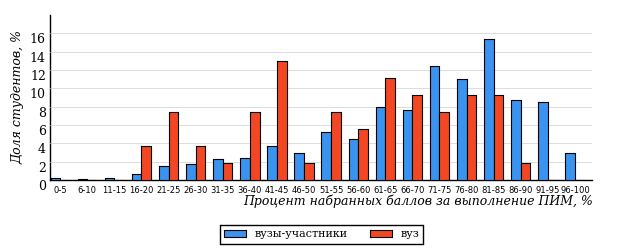 Доля студентов, %
16
14
12
10
8
6
4
2
0
0-5 6-10 11-15 16-20 21-25 26-30 31-35 36-40 41-45 46-50 51-55 56-60 61-65 66-70 71-75 76-80 81-85 86-90 91-95 96-100
Процент набранных баллов за выполнение ПИМ, %
вузы-участники вуз